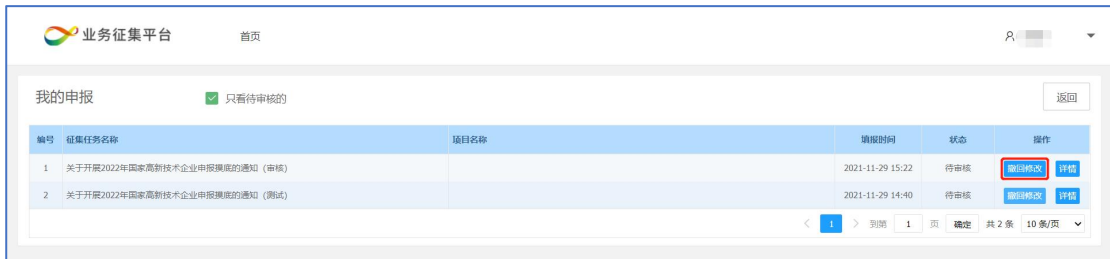 业务征集平台 首页
我的申报 只看待审核的 返回
编号 征集任务名称 项目名称 填报时间 状态 操作
1 关于开展2022年国家高新技术企业申报摸底的通知（审核） 2021-11-29 15:22 待审核 撤回修改 详情
2 关于开展2022年国家高新技术企业申报摸底的通知（测试） 2021-11-29 14:40 待审核 撤回修改 详情
< 1 > 到第 1 页 确定 共 2 条 10 条/页